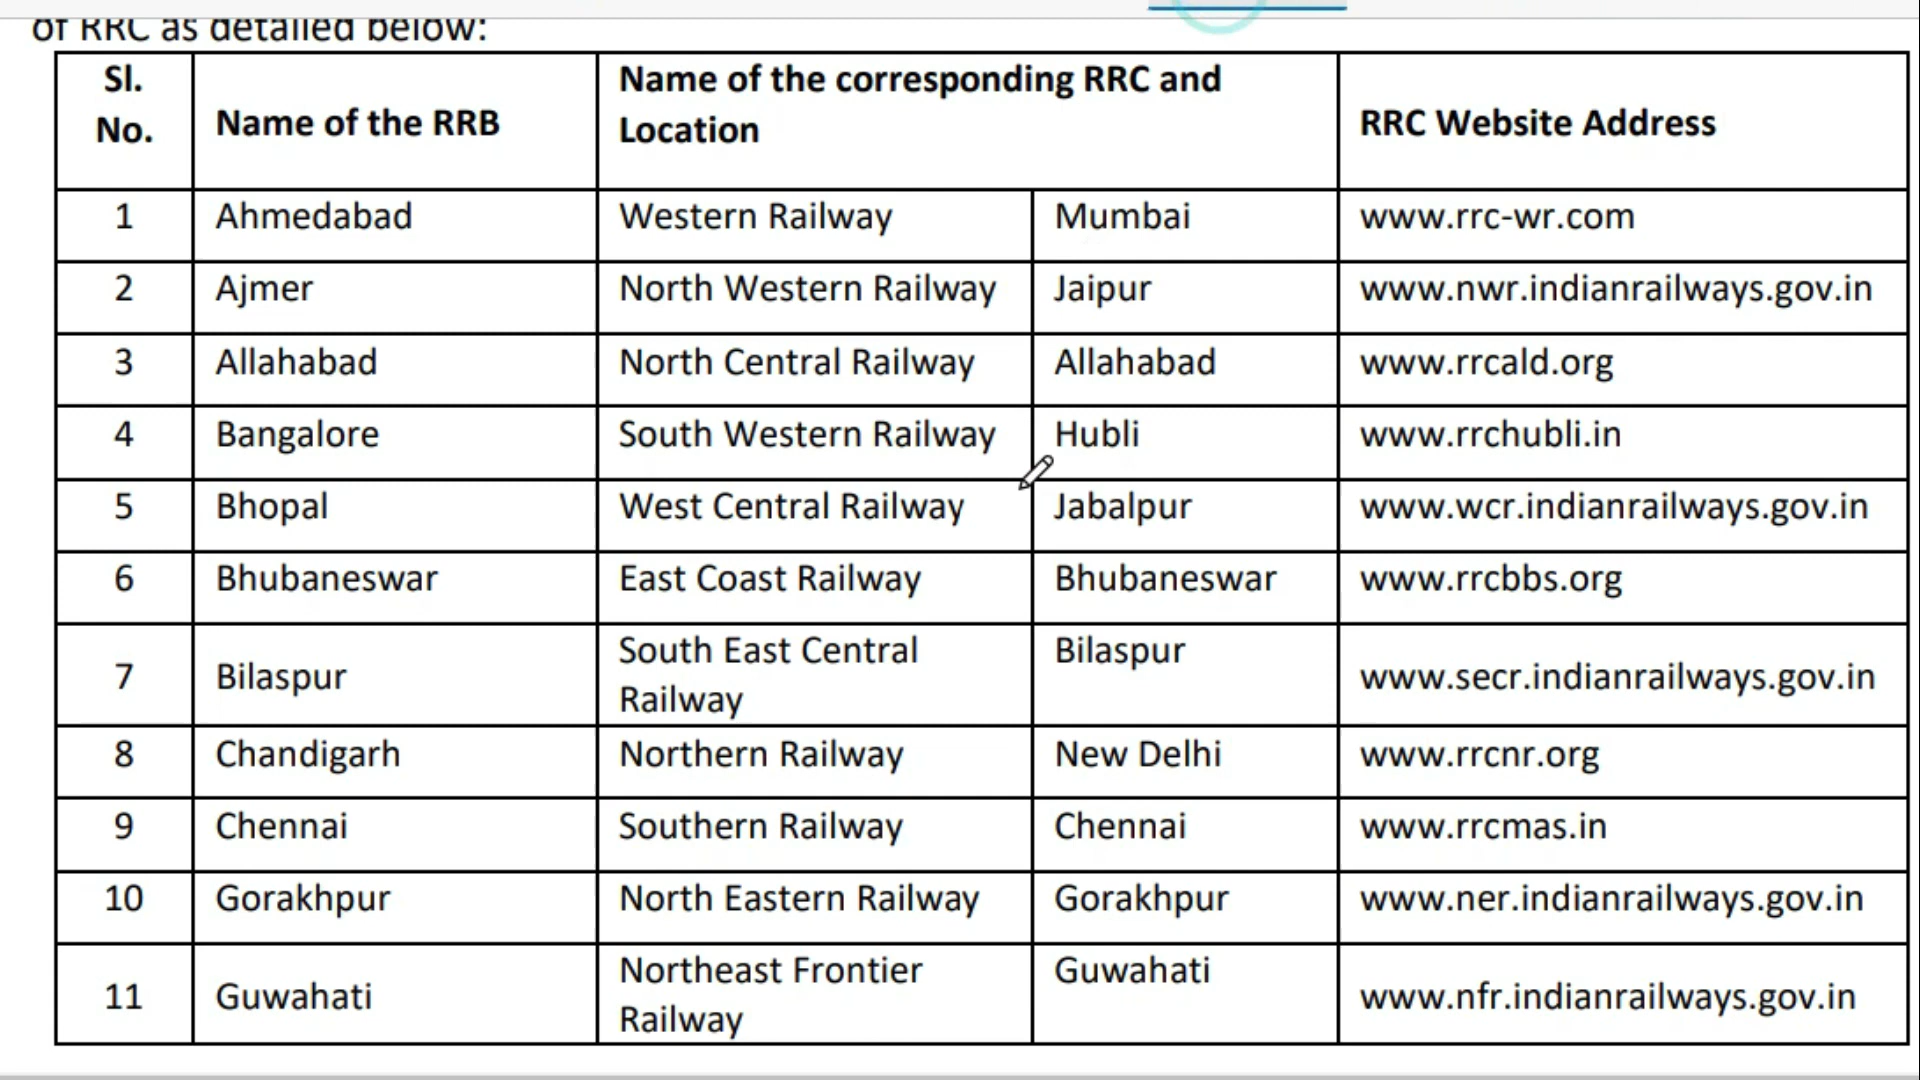 of RRC as detailed below:
Sl. No. Name of the RRB Name of the corresponding RRC and Location RRC Website Address
1 Ahmedabad Western Railway Mumbai www.rrc-wr.com
2 Ajmer North Western Railway Jaipur www.nwr.indianrailways.gov.in
3 Allahabad North Central Railway Allahabad www.rrcald.org
4 Bangalore South Western Railway Hubli www.rrchubli.in
5 Bhopal West Central Railway Jabalpur www.wcr.indianrailways.gov.in
6 Bhubaneswar East Coast Railway Bhubaneswar www.rrcbbs.org
7 Bilaspur South East Central Railway Bilaspur www.secr.indianrailways.gov.in
8 Chandigarh Northern Railway New Delhi www.rrcnr.org
9 Chennai Southern Railway Chennai www.rrcmas.in
10 Gorakhpur North Eastern Railway Gorakhpur www.ner.indianrailways.gov.in
11 Guwahati Northeast Frontier Railway Guwahati www.nfr.indianrailways.gov.in